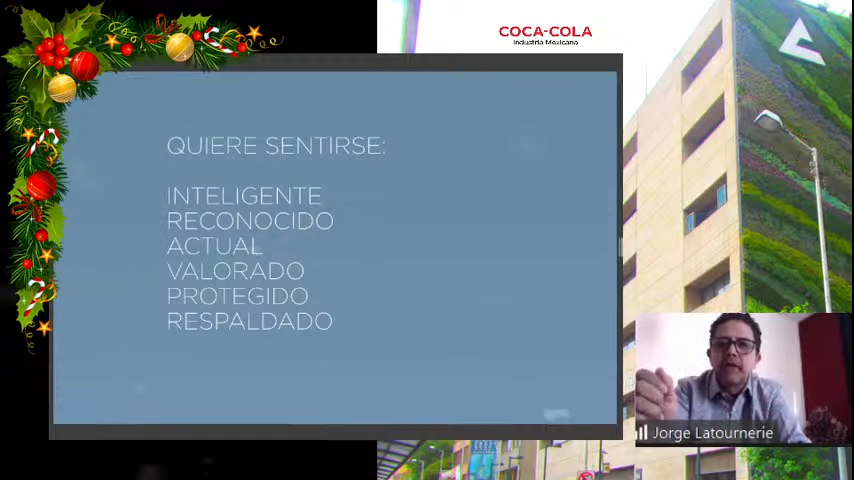 COCA-COLA
Industria Mexicana
QUIERE SENTIRSE:
INTELIGENTE
RECONOCIDO
ACTUAL
VALORADO
PROTEGIDO
RESPALDADO
Jorge Latournerie